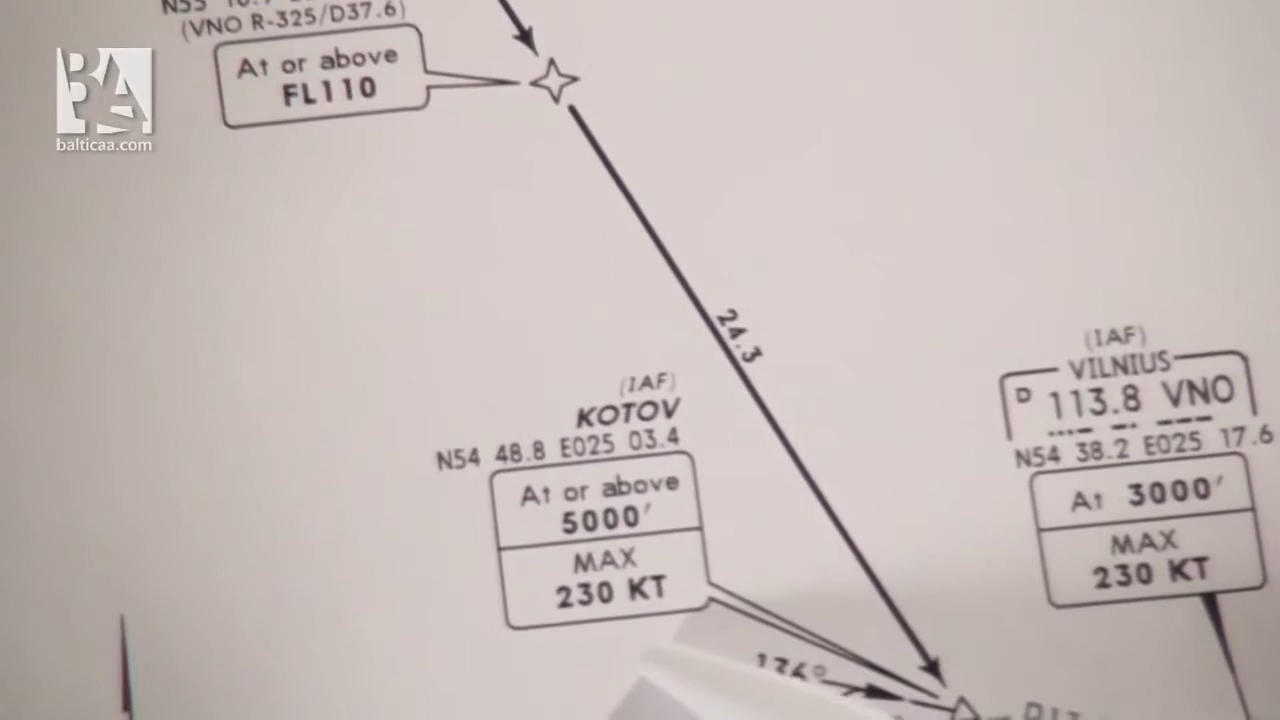 (VNO R-325/D37.6)
At or above
FL110
BA
balticaa.com
24.3
(IAF)
KOTOV
N54 48.8 E025 03.4
At or above
5000'
MAX
230 KT
(IAF)
VILNIUS
D 113.8 VNO
N54 38.2 E025 17.6
At 3000'
MAX
230 KT